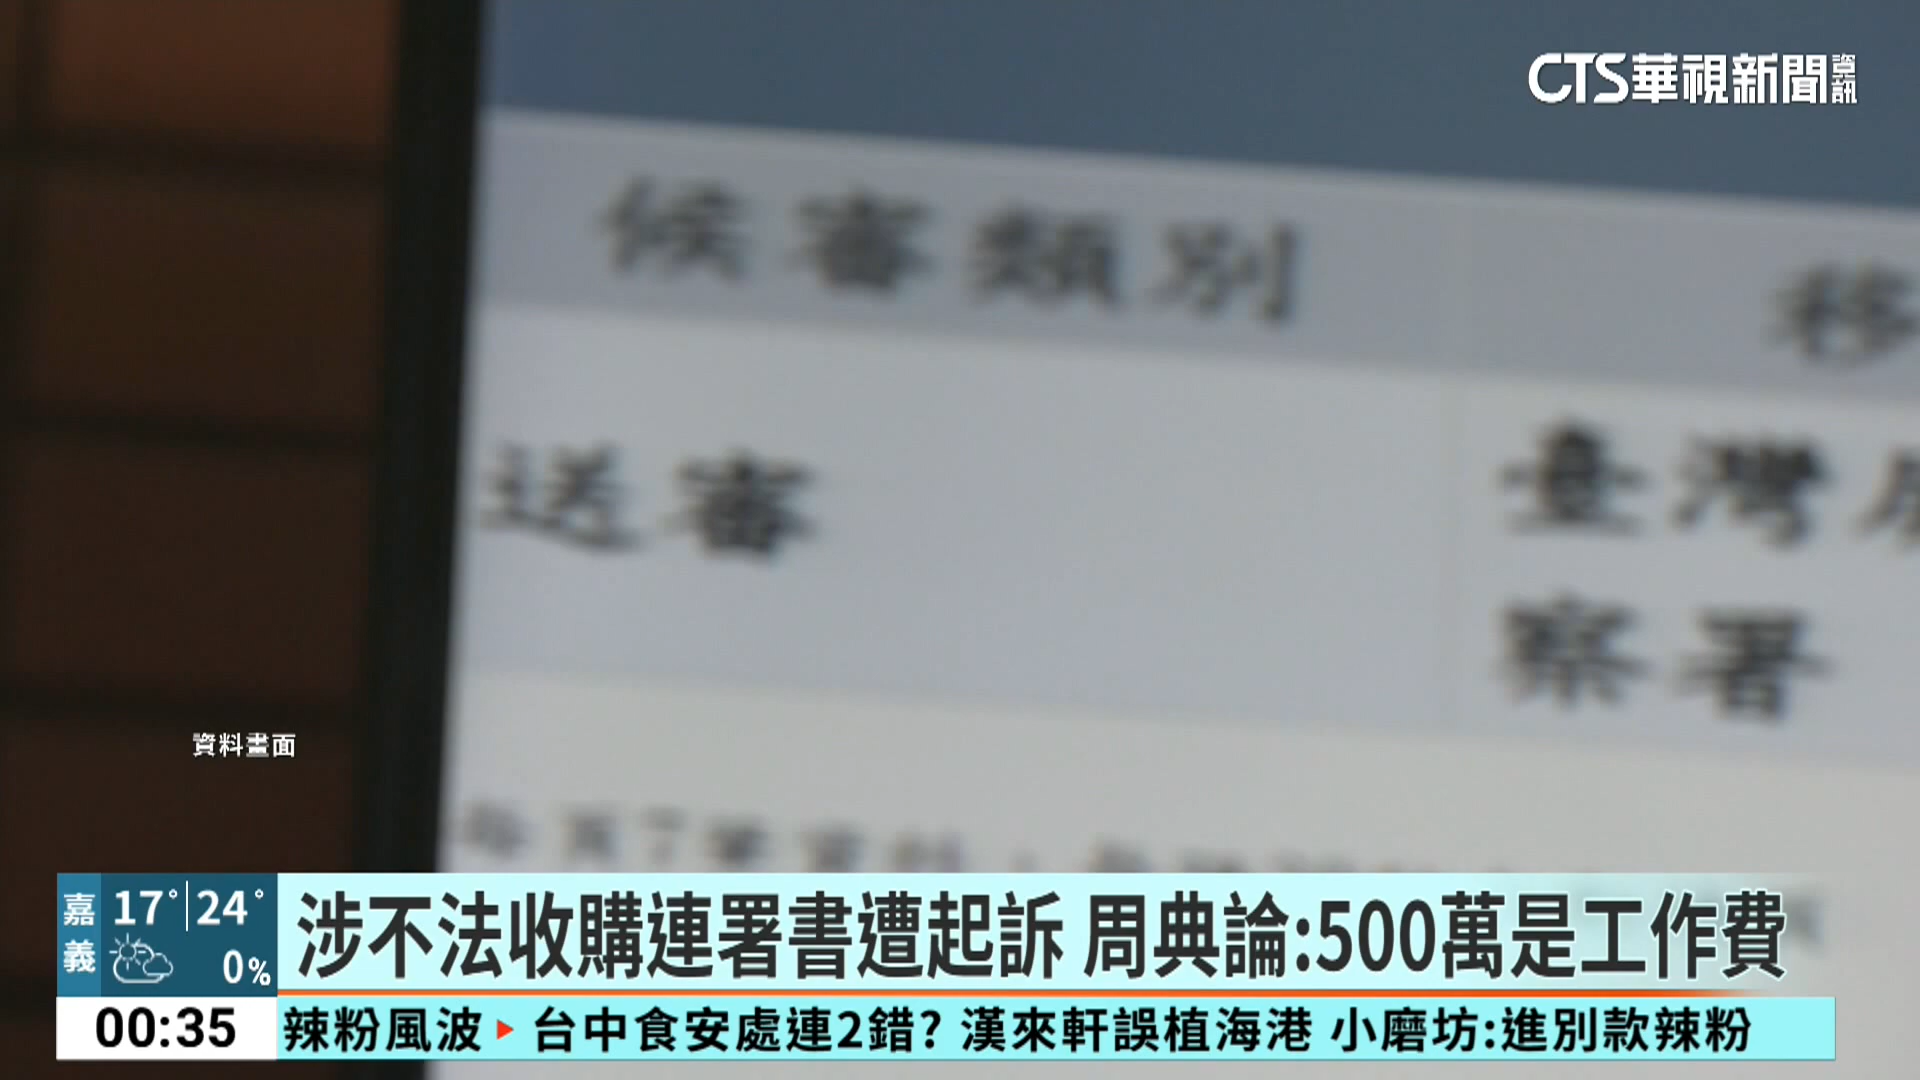 CTS華視新聞資訊
候審類別 移
送審 臺灣
察署
資料畫面
嘉義 17° 24° 0%
涉不法收購連署書遭起訴 周典論:500萬是工作費
00:35 辣粉風波▶台中食安處連2錯? 漢來軒誤植海港 小磨坊:進別款辣粉